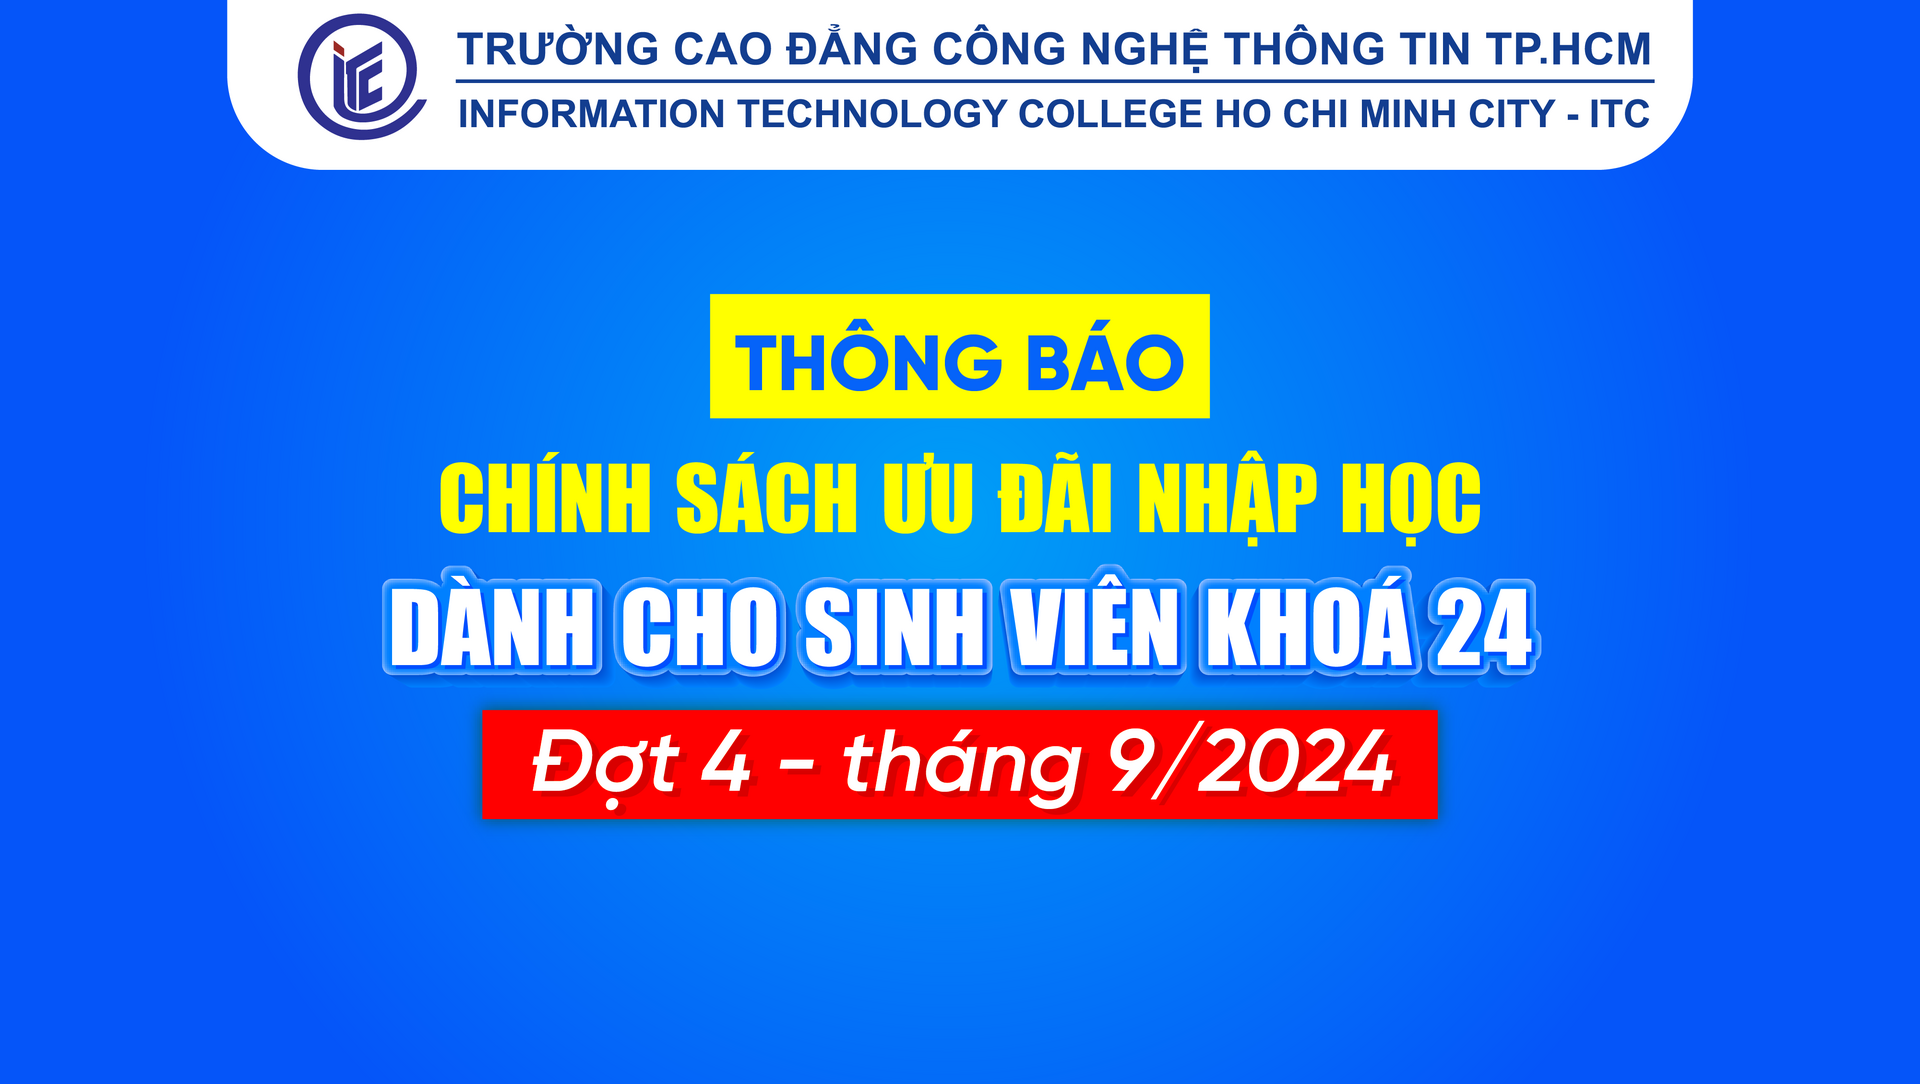 ITC
TRƯỜNG CAO ĐẲNG CÔNG NGHỆ THÔNG TIN TP.HCM
INFORMATION TECHNOLOGY COLLEGE HO CHI MINH CITY - ITC
THÔNG BÁO
CHÍNH SÁCH ƯU ĐÃI NHẬP HỌC
DÀNH CHO SINH VIÊN KHOÁ 24
Đợt 4 - tháng 9/2024